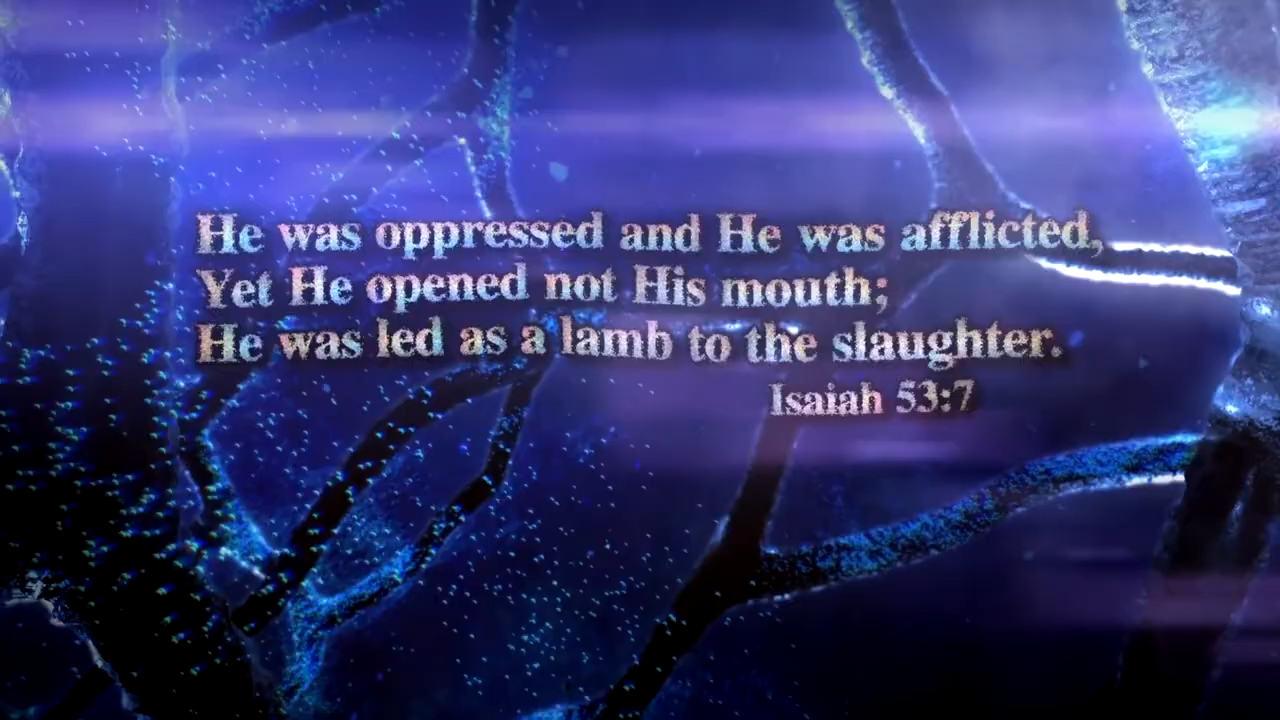 He was oppressed and He was afflicted,
Yet He opened not His mouth;
He was led as a lamb to the slaughter.
Isaiah 53:7